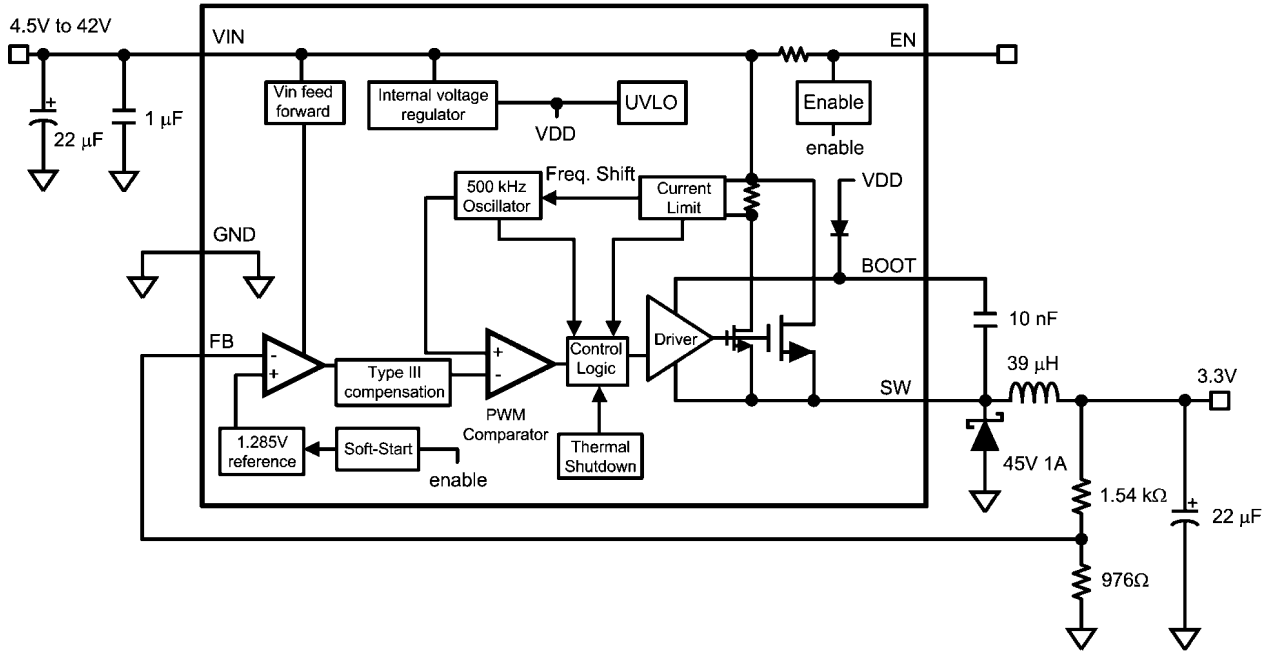 4.5V to 42V
VIN
EN
Vin feed
forward
Internal voltage
regulator
UVLO
Enable
VDD
enable
+
22 μF
1 μF
500 kHz
Oscillator
Freq. Shift
Current
Limit
VDD
GND
BOOT
FB
-
+
Type III
compensation
+
-
PWM
Comparator
Control
Logic
Driver
10 nF
SW
39 μH
3.3V
1.285V
reference
Soft-Start
enable
Thermal
Shutdown
45V 1A
1.54 kΩ
+
22 μF
976Ω